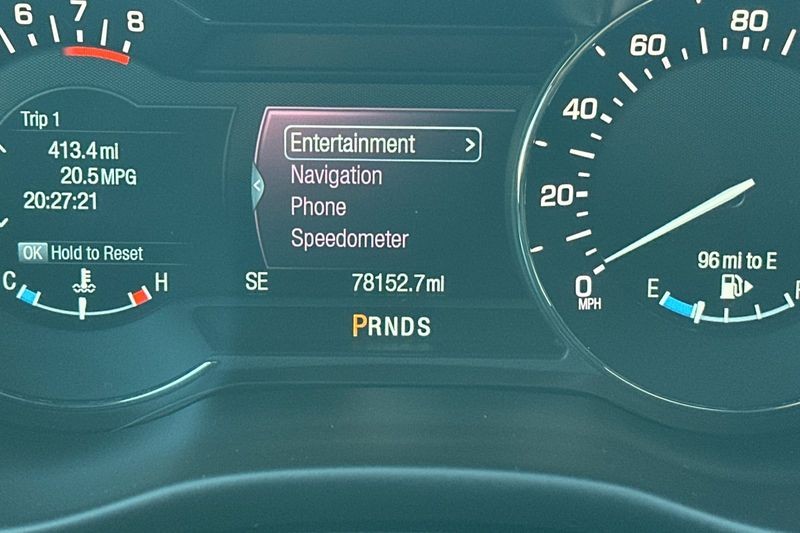 6 7 8
Trip 1
413.4 mi
20.5 MPG
20:27:21
OK Hold to Reset
C H
Entertainment >
Navigation
Phone
Speedometer
SE 78152.7 mi
PRNDS
80
60
40
20
0
MPH
96 mi to E
E